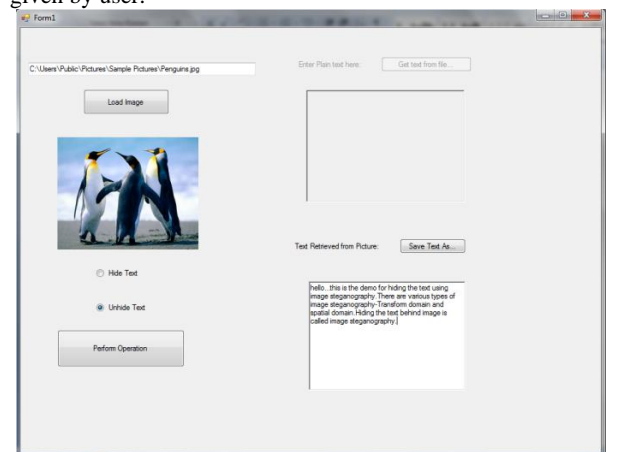 given by user.
Form1
C:\Users\Public\Pictures\Sample Pictures\Penguins.jpg
Load Image
Hide Text
Unhide Text
Perform Operation
Enter Plain text here:
Get text from file...
Text Retrieved from Picture:
Save Text As...
hello...this is the demo for hiding the text using
image steganography.There are various types of
image steganography-Transform domain and
spatial domain.Hiding the text behind image is
called image steganography.